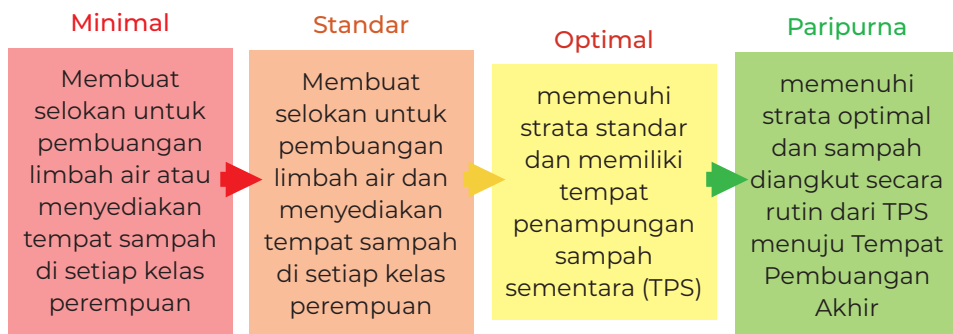 Minimal
Membuat
selokan untuk
pembuangan
limbah air atau
menyediakan
tempat sampah
di setiap kelas
perempuan
Standar
Membuat
selokan untuk
pembuangan
limbah air dan
menyediakan
tempat sampah
di setiap kelas
perempuan
Optimal
memenuhi
strata standar
dan memiliki
tempat
penampungan
sampah
sementara (TPS)
Paripurna
memenuhi
strata optimal
dan sampah
diangkut secara
rutin dari TPS
menuju Tempat
Pembuangan
Akhir